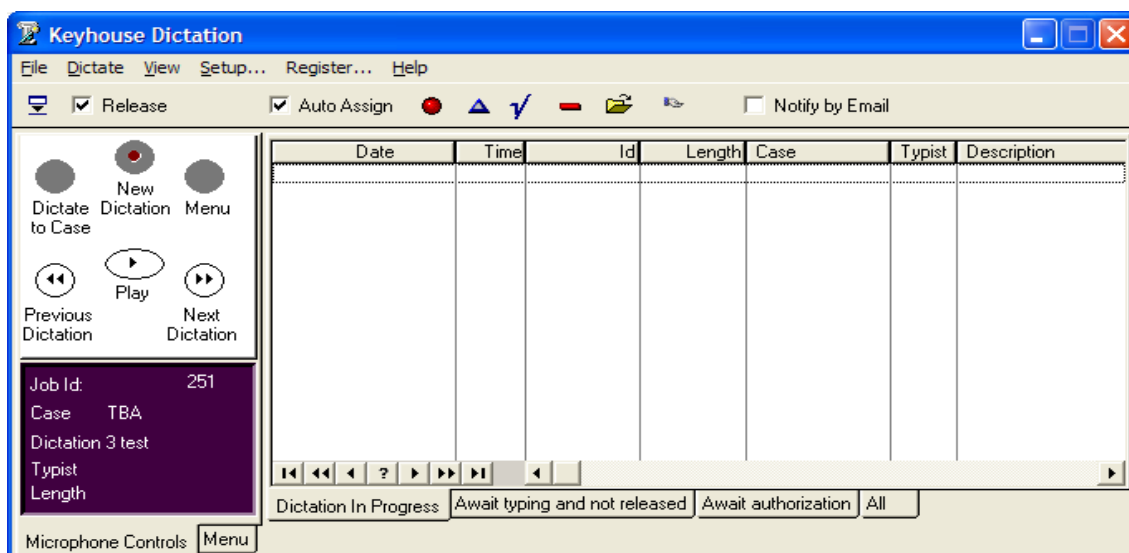 Keyhouse Dictation
File Dictate View Setup... Register... Help
Release Auto Assign Notify by Email
Date Time Id Length Case Typist Description
New
Dictate Dictation Menu
to Case
Play
Previous Next
Dictation Dictation
Job Id: 251
Case TBA
Dictation 3 test
Typist
Length
?
Dictation In Progress Await typing and not released Await authorization All
Microphone Controls Menu